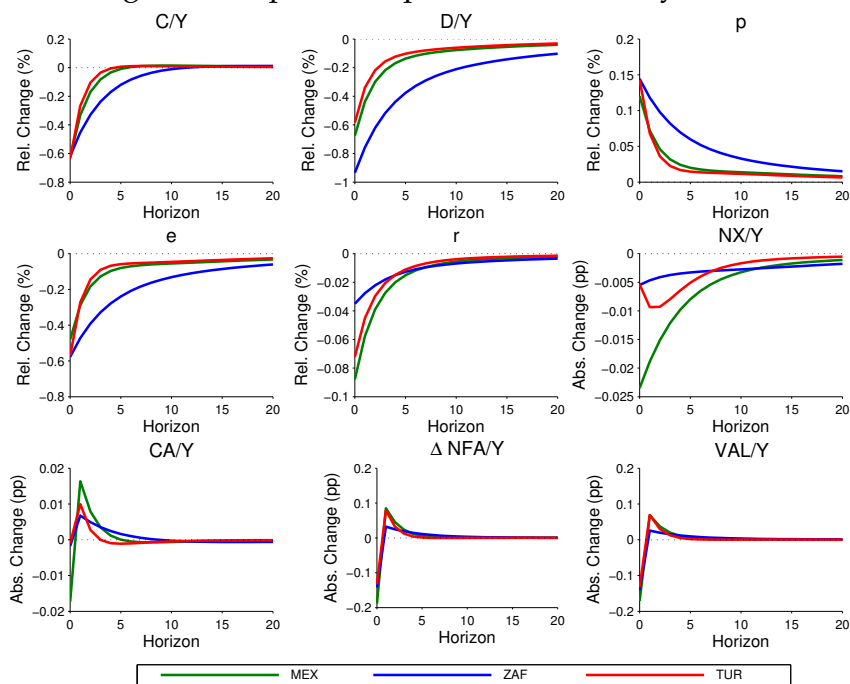 C/Y D/Y p
0.2 0 −0.2 −0.4 −0.6 −0.8
Rel. Change (%)
0 5 10 15 20
Horizon
0 −0.2 −0.4 −0.6 −0.8 −1
Rel. Change (%)
0 5 10 15 20
Horizon
0.2 0.15 0.1 0.05 0
Rel. Change (%)
0 5 10 15 20
Horizon
e r NX/Y
0 −0.2 −0.4 −0.6 −0.8
Rel. Change (%)
0 5 10 15 20
Horizon
0 −0.02 −0.04 −0.06 −0.08 −0.1
Rel. Change (%)
0 5 10 15 20
Horizon
0 −0.005 −0.01 −0.015 −0.02 −0.025
Abs. Change (pp)
0 5 10 15 20
Horizon
CA/Y Δ NFA/Y VAL/Y
0.02 0.01 0 −0.01 −0.02
Abs. Change (pp)
0 5 10 15 20
Horizon
0.2 0.1 0 −0.1 −0.2
Abs. Change (pp)
0 5 10 15 20
Horizon
0.2 0.1 0 −0.1 −0.2
Abs. Change (pp)
0 5 10 15 20
Horizon
MEX ZAF TUR